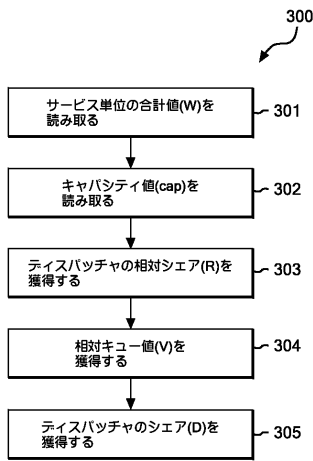 300
サービス単位の合計値(W)を
読み取る
301
キャパシティ値(cap)を
読み取る
302
ディスパッチャの相対シェア(R)を
獲得する
303
相対キュー値(V)を
獲得する
304
ディスパッチャのシェア(D)を
獲得する
305